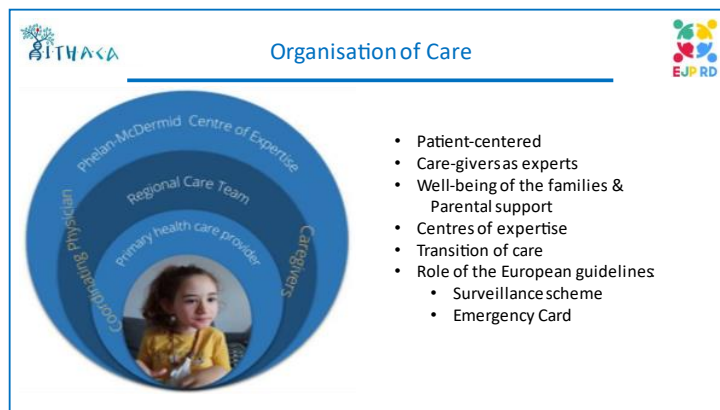 ITHACA
Organisation of Care
EJP RD
Phelan-McDermid Centre of Expertise
Regional Care Team
Primary health care provider
Coordinating Physician
Caregivers
• Patient-centered
• Care-givers as experts
• Well-being of the families &
Parental support
• Centres of expertise
• Transition of care
• Role of the European guidelines:
• Surveillance scheme
• Emergency Card